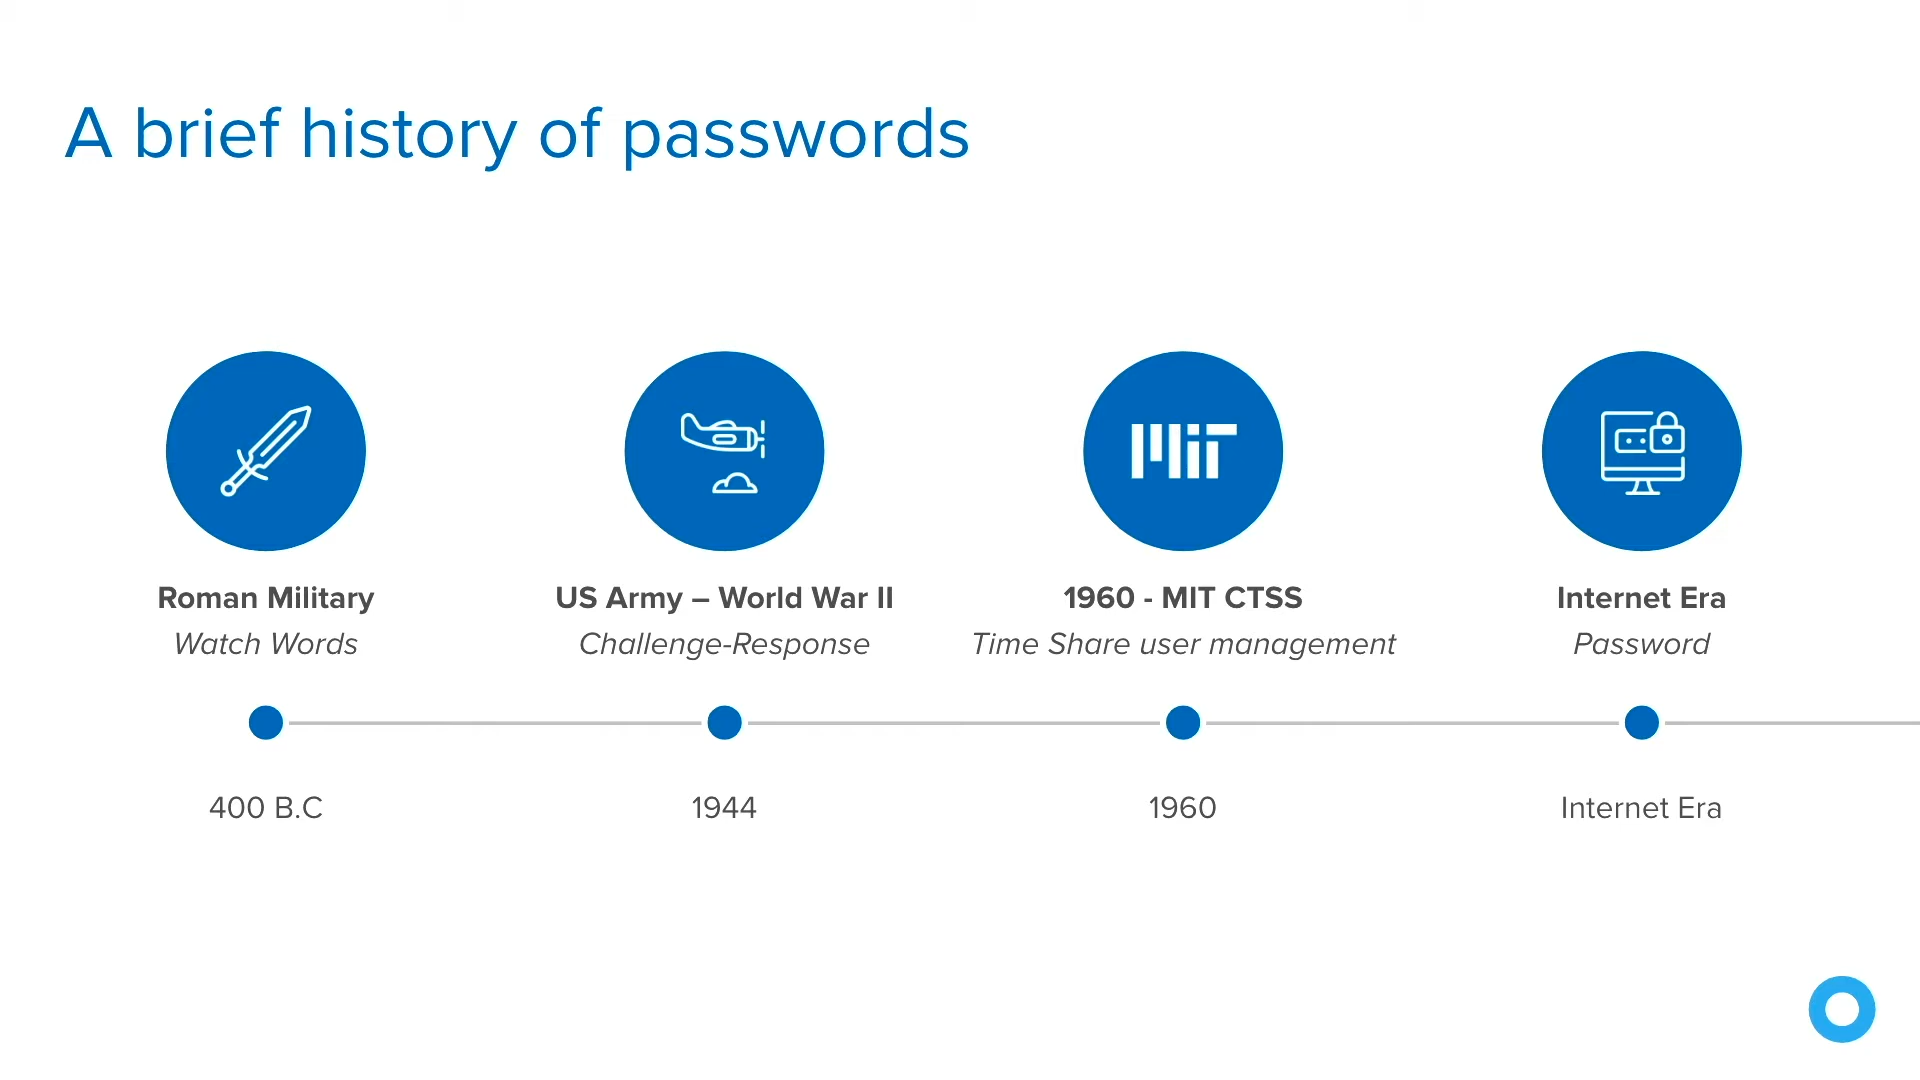 A brief history of passwords
MIT
Roman Military
Watch Words
US Army – World War II
Challenge-Response
1960 - MIT CTSS
Time Share user management
Internet Era
Password
400 B.C
1944
1960
Internet Era